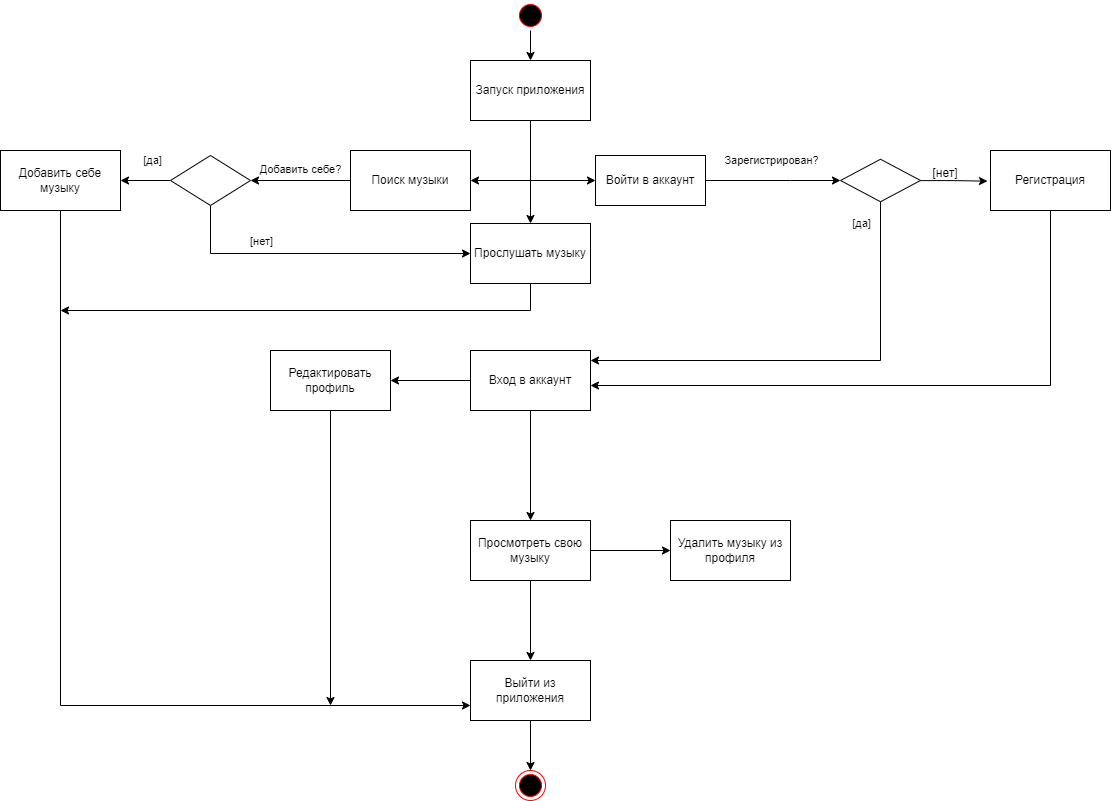 Запуск приложения
[да]
Добавить себе?
Зарегистрирован?
Добавить себе
музыку
Поиск музыки
Войти в аккаунт
[нет]
Регистрация
[да]
[нет]
Прослушать музыку
Редактировать
профиль
Вход в аккаунт
Просмотреть свою
музыку
Удалить музыку из
профиля
Выйти из
приложения